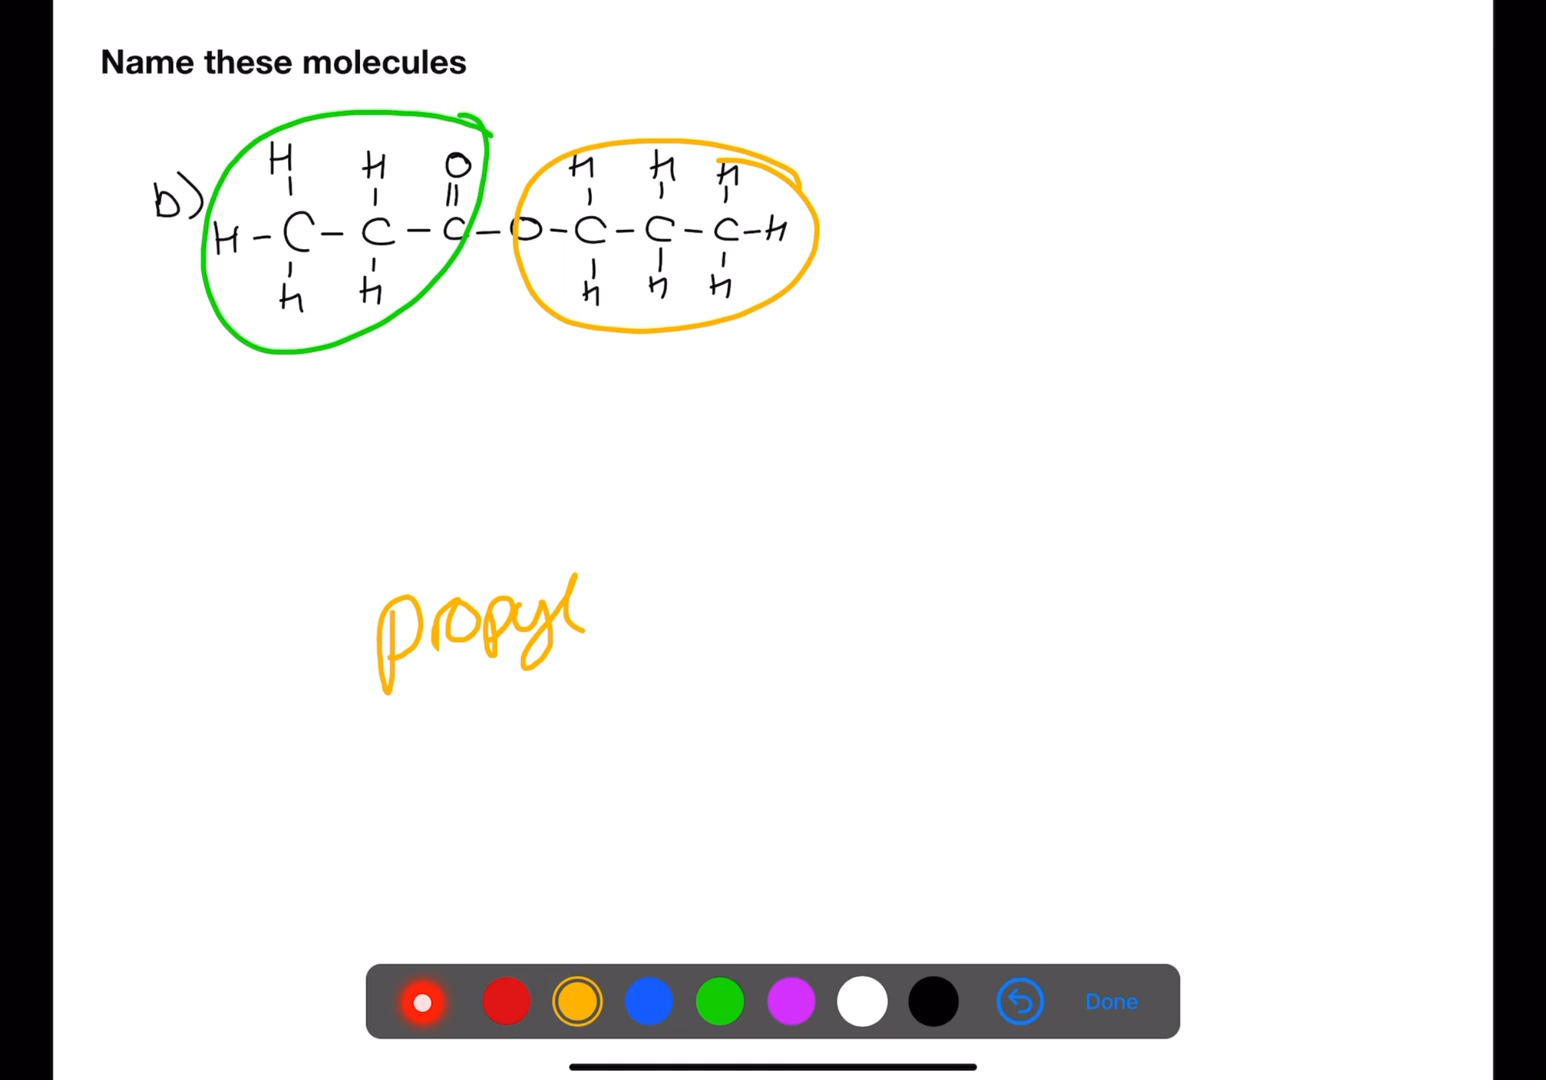 Name these molecules
H H O H H H
b) || 
H - C - C - C - O - C - C - C - H
H H H H H
propyl
Done